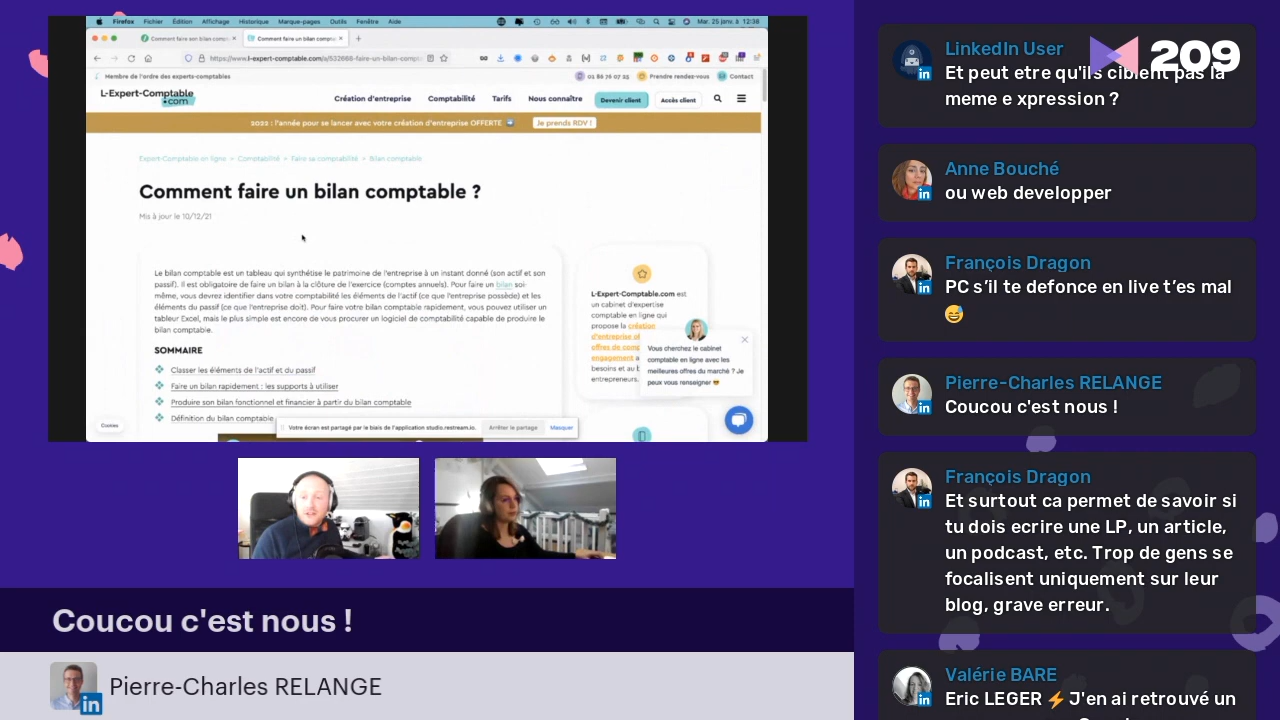 Firefox Fichier Édition Affichage Historique Marque-pages Outils Fenêtre Aide
Mar. 25 janv. à 12:38
Comment faire son bilan compt
Comment faire un bilan compta
https://www.l-expert-comptable.com/a/532668-faire-un-bilan-compt
Membre de l'ordre des experts-comptables
01 86 76 07 25
Prendre rendez-vous
Contact
L-Expert-Comptable
.com
Création d'entreprise
Comptabilité
Tarifs
Nous connaître
Devenir client
Accès client
2022 : l'année pour se lancer avec votre création d'entreprise OFFERTE
Je prends RDV !
Expert-Comptable en ligne > Comptabilité > Faire sa comptabilité > Bilan comptable
Comment faire un bilan comptable ?
Mis à jour le 10/12/21
Le bilan comptable est un tableau qui synthétise le patrimoine de l'entreprise à un instant donné (son actif et son
passif). Il est obligatoire de faire un bilan à la clôture de l'exercice (comptes annuels). Pour faire un bilan soi-
même, vous devrez identifier dans votre comptabilité les éléments de l'actif (ce que l'entreprise possède) et les
éléments du passif (ce que l'entreprise doit). Pour faire votre bilan comptable rapidement, vous pouvez utiliser un
tableur Excel, mais le plus simple est encore de vous procurer un logiciel de comptabilité capable de produire le
bilan comptable.
SOMMAIRE
Classer les éléments de l'actif et du passif
Faire un bilan rapidement : les supports à utiliser
Produire son bilan fonctionnel et financier à partir du bilan comptable
Définition du bilan comptable
L-Expert-Comptable.com est
un cabinet d'expertise
comptable en ligne qui
propose la création
d'entreprise
offres de
engagement
besoins et
entrepreneurs.
Vous cherchez le cabinet
comptable en ligne avec les
meilleures offres du marché ? Je
peux vous renseigner 😎
Cookies
Votre écran est partagé par le biais de l'application studio.restream.io.
Arrêter le partage
Masquer
Coucou c'est nous !
Pierre-Charles RELANGE
in
209
LinkedIn User
Et peut
la
meme e xpression?
Anne Bouché
ou web developper
François Dragon
PC s'il te demande en live t'es mal
😅
Pierre-Charles RELANGE
Coucou c'est nous !
François Dragon
Et surtout ca permet de savoir si
tu dois ecrire une LP, un article,
un podcast, etc. Trop de gens se
focalisent uniquement sur leur
blog, grave erreur.
Valérie BARE
Eric LEGER ⚡ J'en ai retrouvé un